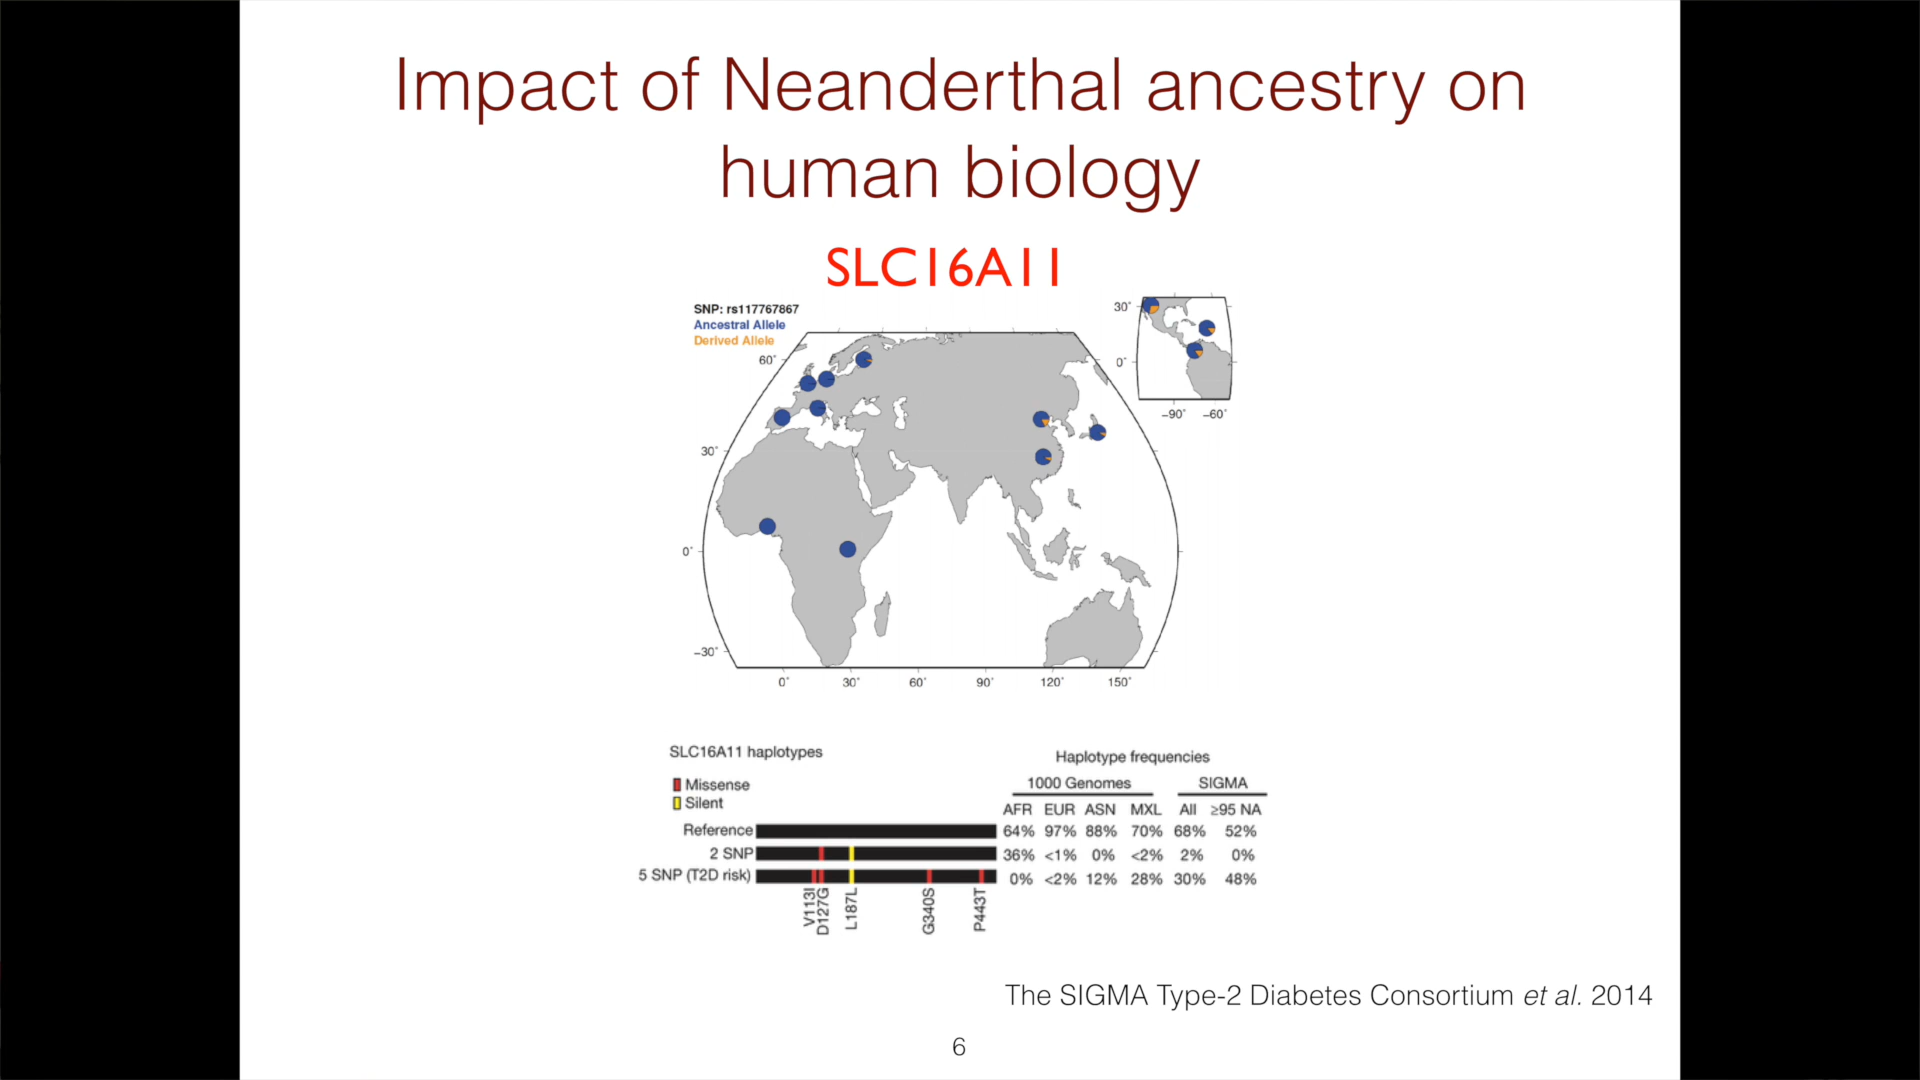 Impact of Neanderthal ancestry on
human biology
SLC16A11
SNP: rs117767867
Ancestral Allele
Derived Allele
60°
30°
0°
−30°
0° 30° 60° 90° 120° 150°
30°
0°
−90° −60°
SLC16A11 haplotypes
Missense
Silent
Haplotype frequencies
1000 Genomes SIGMA
AFR EUR ASN MXL All ≥95 NA
Reference 64% 97% 88% 70% 68% 52%
2 SNP 36% <1% 0% <2% 2% 0%
5 SNP (T2D risk) 0% <2% 12% 28% 30% 48%
V113I D127G L187L G340S P443T
The SIGMA Type-2 Diabetes Consortium et al. 2014
6